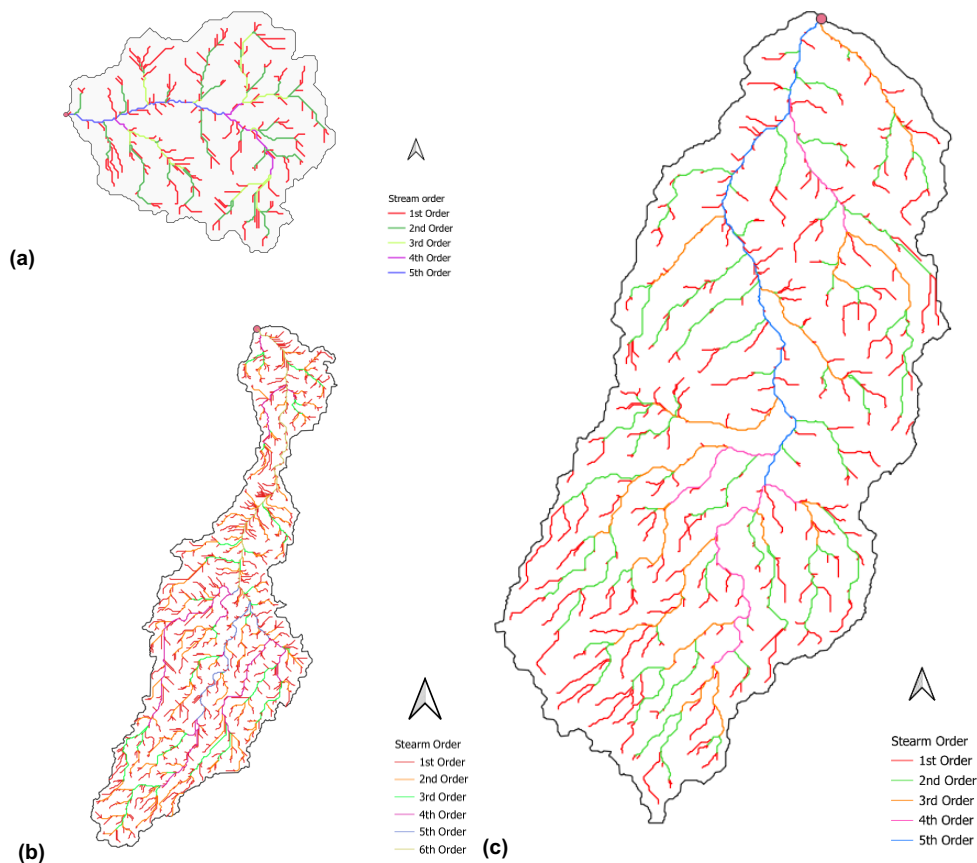 Stream order
1st Order
2nd Order
3rd Order
4th Order
5th Order
(a)
Stearm Order
1st Order
2nd Order
3rd Order
4th Order
5th Order
6th Order
(b)
Stearm Order
1st Order
2nd Order
3rd Order
4th Order
5th Order
(c)